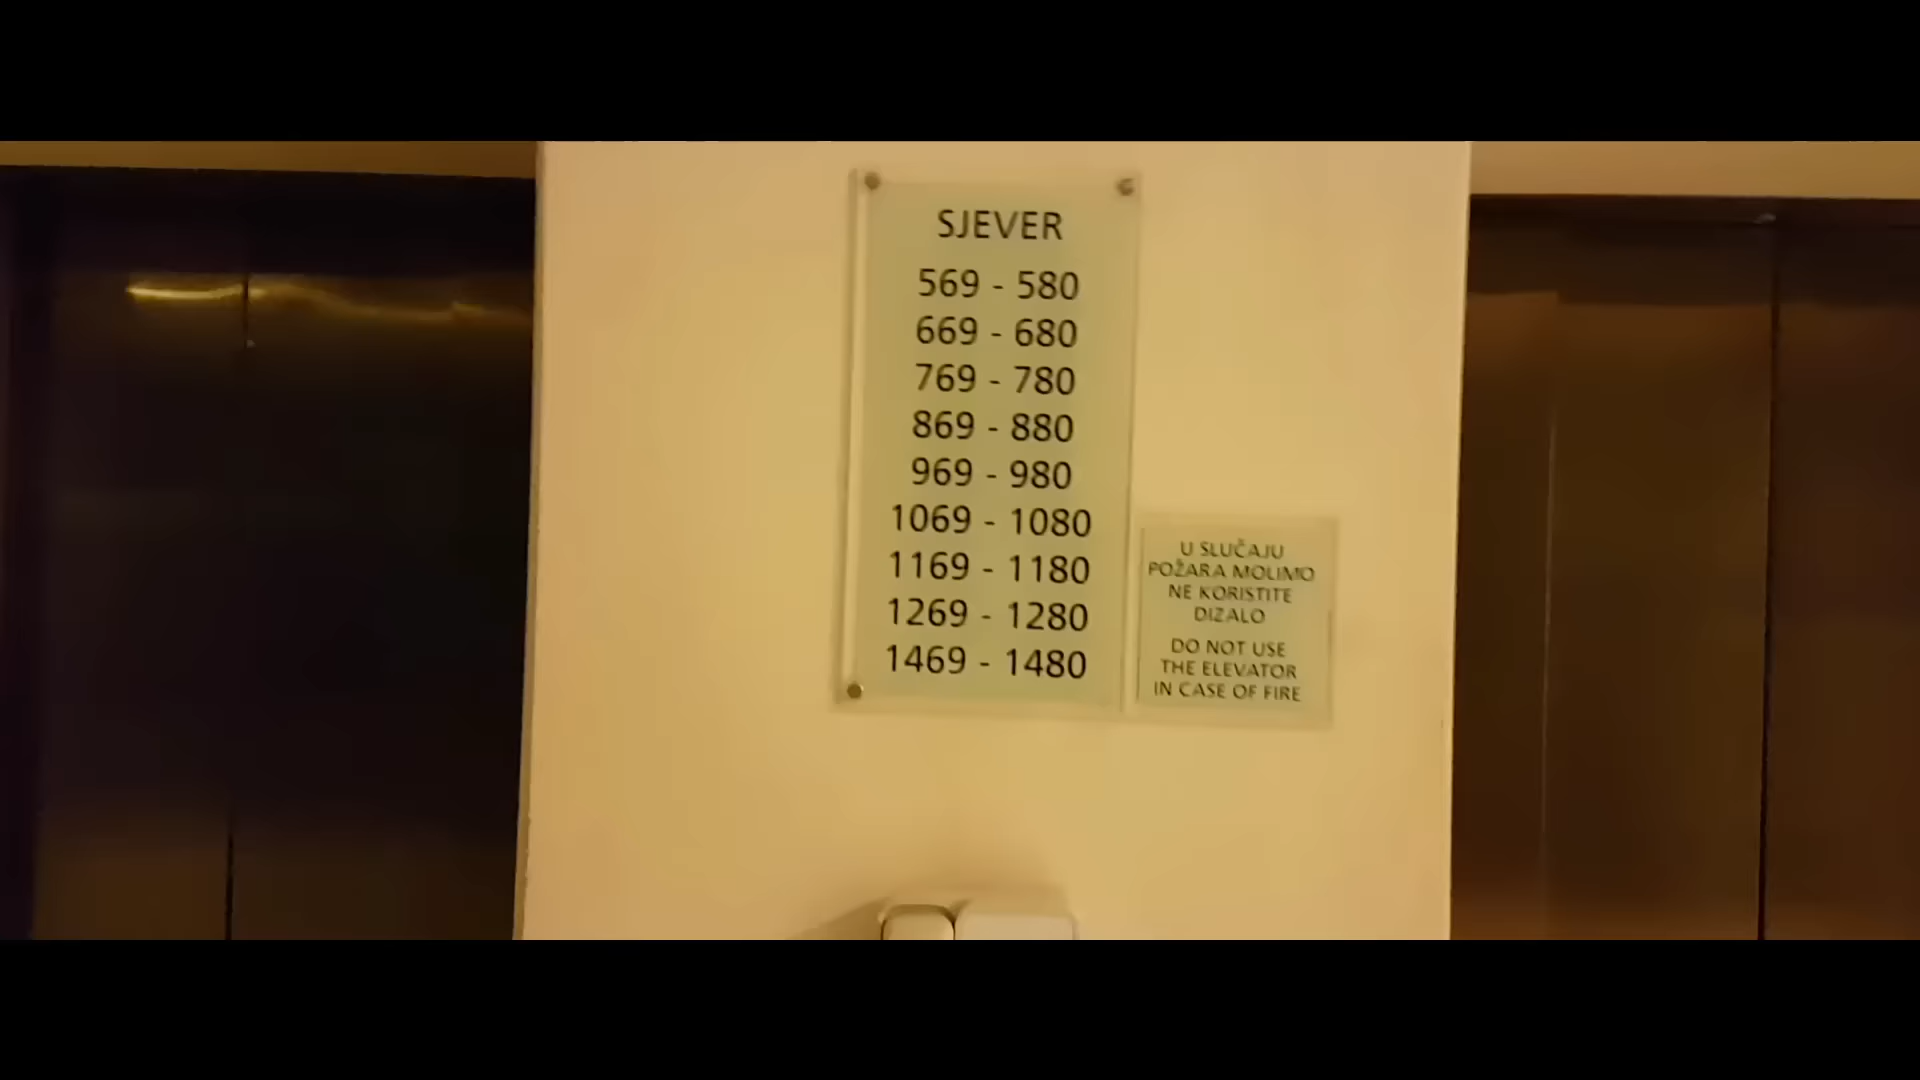 SJEVER
569 - 580
669 - 680
769 - 780
869 - 880
969 - 980
1069 - 1080
1169 - 1180
1269 - 1280
1469 - 1480
U SLUČAJU
POŽARA MOLIMO
NE KORISTITE
DIZALO
DO NOT USE
THE ELEVATOR
IN CASE OF FIRE